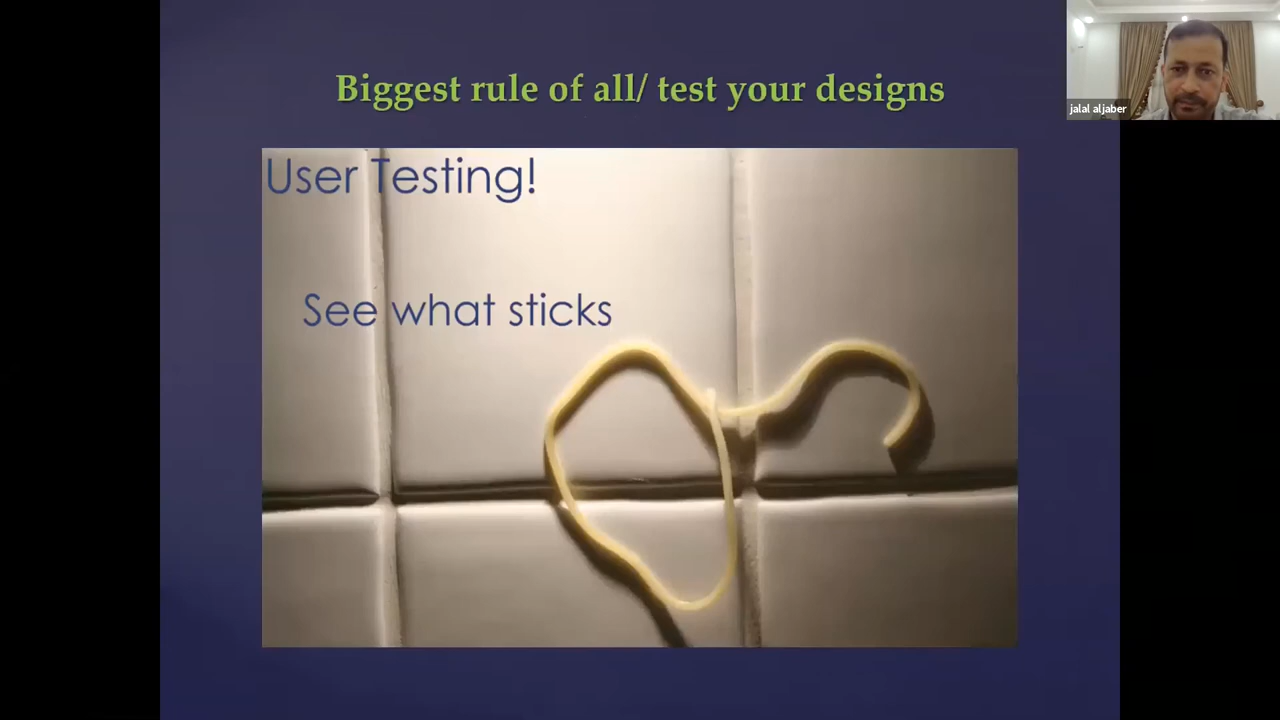 Biggest rule of all/ test your designs
jalal aljaber
User Testing!
See what sticks